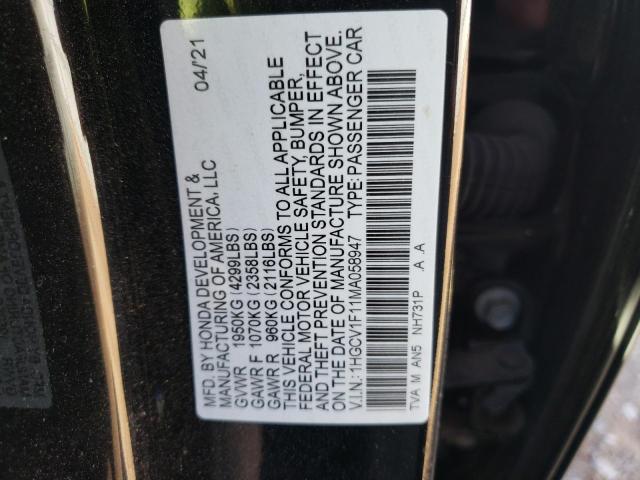 MFD. BY HONDA DEVELOPMENT & 04/21
MANUFACTURING OF AMERICA, LLC
GVWR 1950KG(4299LBS)
GAWR F 1070KG(2358LBS)
GAWR R 960KG(2116LBS)
THIS VEHICLE CONFORMS TO ALL APPLICABLE
FEDERAL MOTOR VEHICLE SAFETY, BUMPER,
AND THEFT PREVENTION STANDARDS IN EFFECT
ON THE DATE OF MANUFACTURE SHOWN ABOVE.
V.I.N.: 1HGCV1F11MA058947 TYPE: PASSENGER CAR
TVA M AN5 NH731P A A